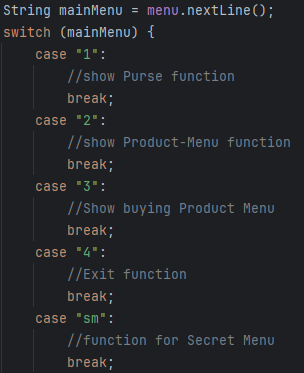 String mainMenu = menu.nextLine();
switch (mainMenu) {
case "1":
//show Purse function
break;
case "2":
//show Product-Menu function
break;
case "3":
//Show buying Product Menu
break;
case "4":
//Exit function
break;
case "sm":
//function for Secret Menu
break;